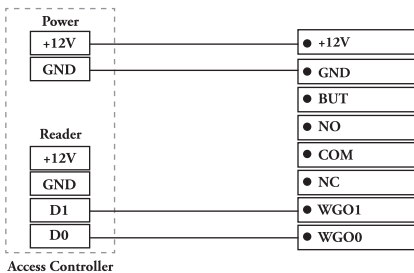 Power
+12V
GND
Reader
+12V
GND
D1
D0
Access Controller
+12V
GND
BUT
NO
COM
NC
WGO1
WGO0